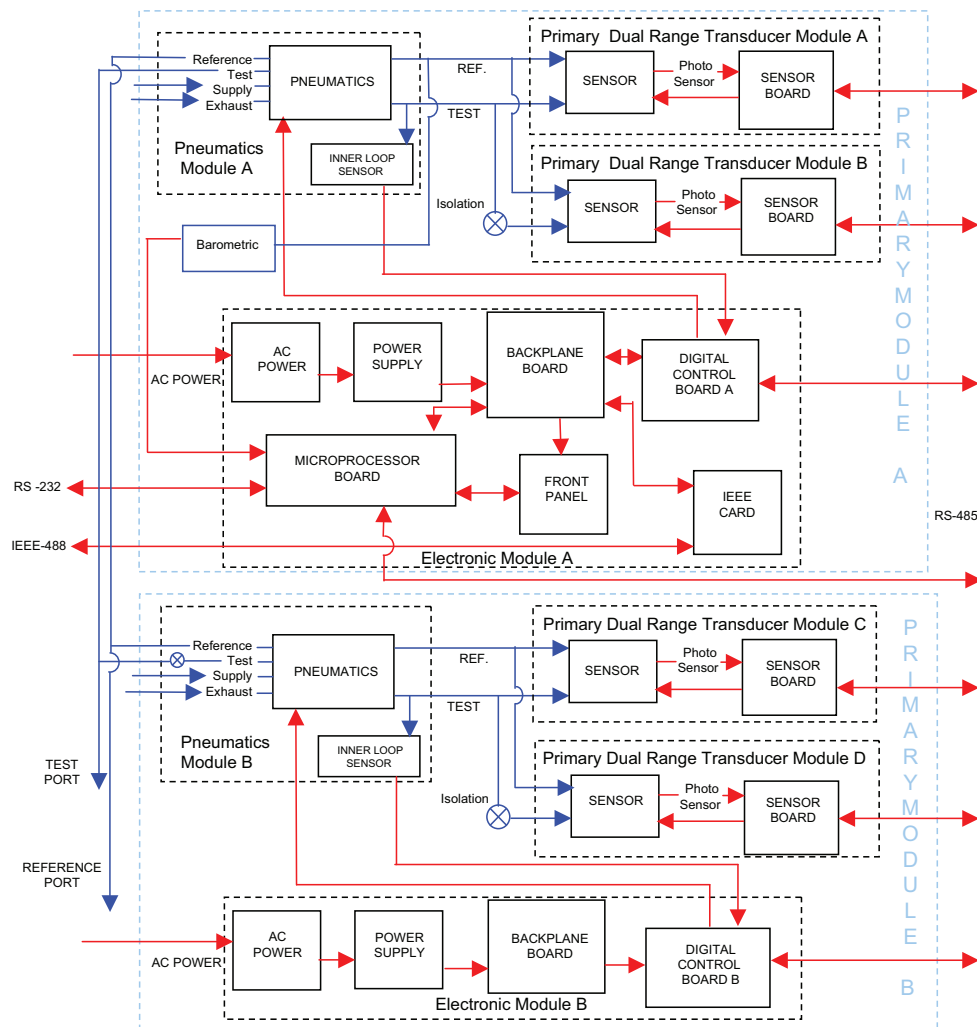 Primary Dual Range Transducer Module A
Reference
Test
Supply
Exhaust
PNEUMATICS
REF.
TEST
SENSOR
Photo
Sensor
SENSOR
BOARD
Pneumatics
Module A
INNER LOOP
SENSOR
Primary Dual Range Transducer Module B
Isolation
SENSOR
Photo
Sensor
SENSOR
BOARD
Barometric
PRIMARY MODULE A
AC POWER
AC
POWER
POWER
SUPPLY
BACKPLANE
BOARD
DIGITAL
CONTROL
BOARD A
MICROPROCESSOR
BOARD
FRONT
PANEL
IEEE
CARD
RS -232
IEEE-488
RS-485
Electronic Module A
Primary Dual Range Transducer Module C
Reference
Test
Supply
Exhaust
PNEUMATICS
REF.
TEST
SENSOR
Photo
Sensor
SENSOR
BOARD
Pneumatics
Module B
INNER LOOP
SENSOR
Primary Dual Range Transducer Module D
Isolation
SENSOR
Photo
Sensor
SENSOR
BOARD
TEST
PORT
REFERENCE
PORT
PRIMARY MODULE B
AC POWER
AC
POWER
POWER
SUPPLY
BACKPLANE
BOARD
DIGITAL
CONTROL
BOARD B
Electronic Module B